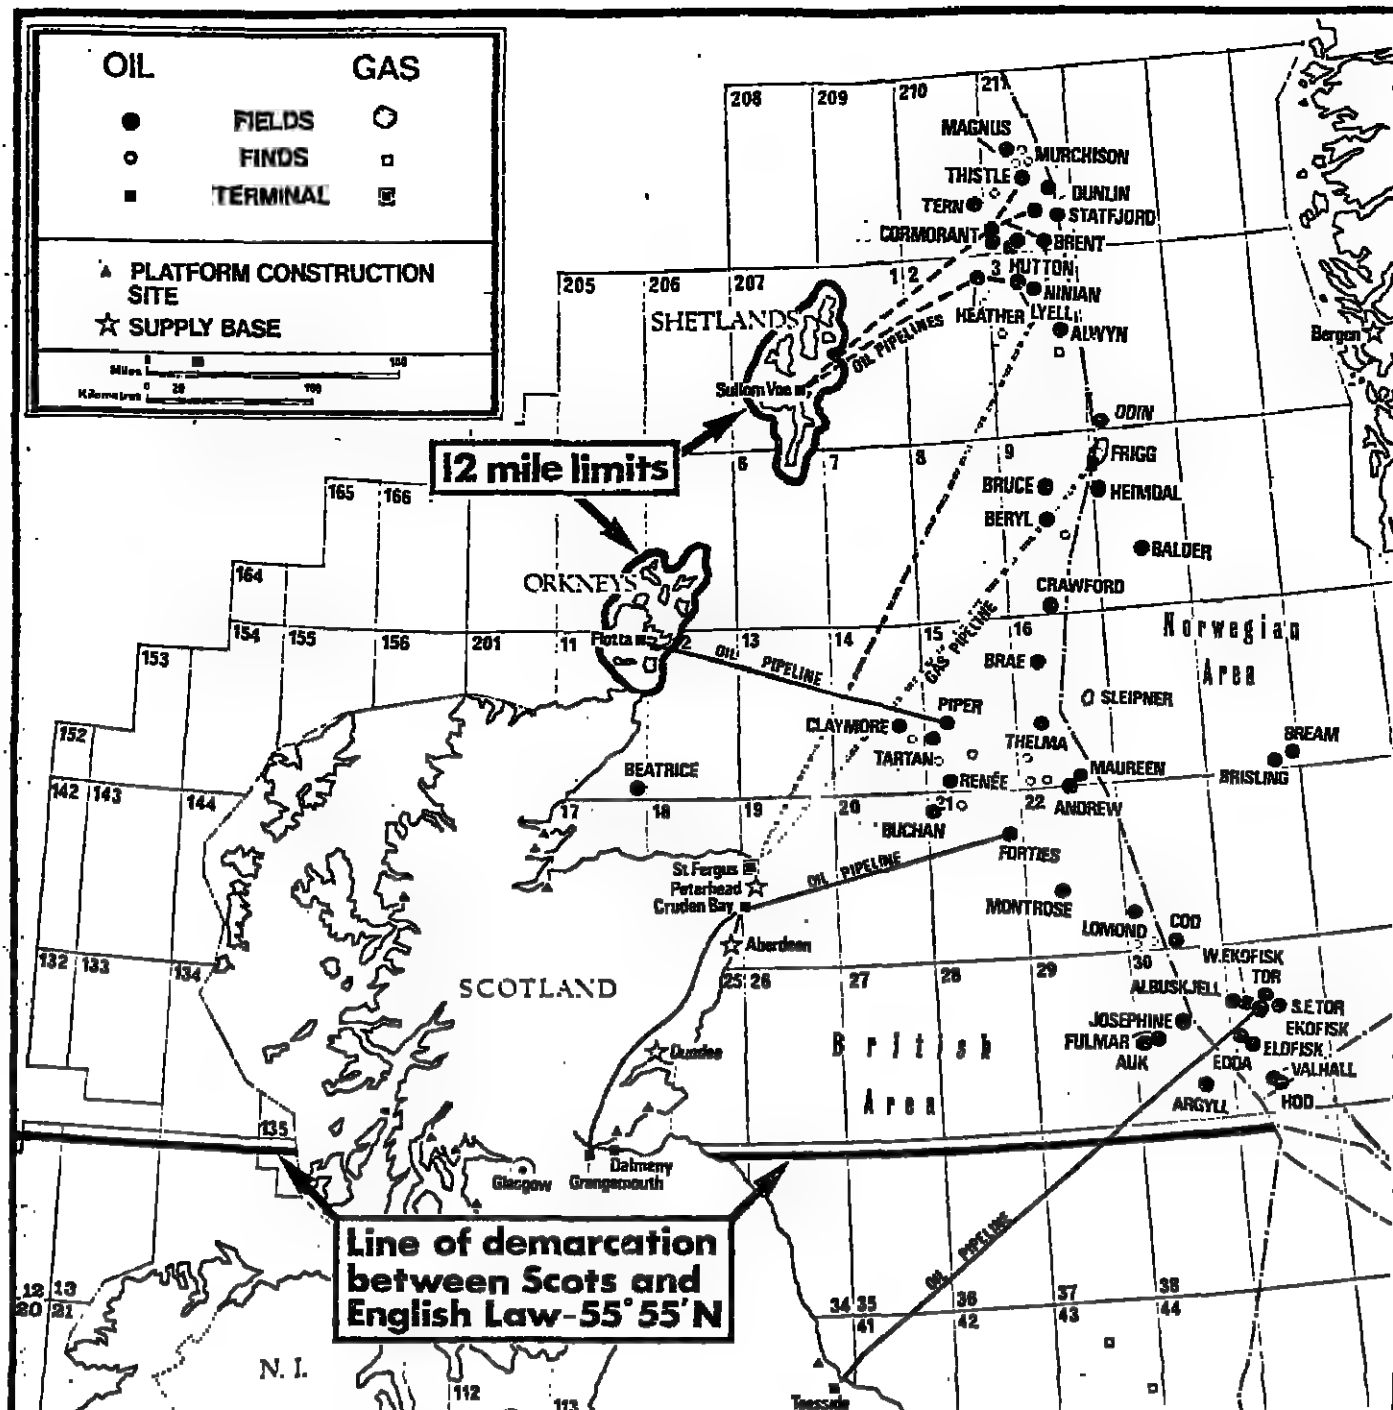 OIL GAS
FIELDS
FINDS
TERMINAL
PLATFORM CONSTRUCTION
SITE
SUPPLY BASE
Miles
Kilometres
0 20 100
208 209 210 211
MAGNUS
MURCHISON
THISTLE
DUNLIN
TERN
STATFJORD
CORMORANT
BRENT
205 206 207 1 2 3
HUTTON
NINIAN
HEATHER LYELL
ALWYN
SHETLANDS
OIL PIPELINES
Bergen
Sullom Voe
ODIN
12 mile limits
6 7 8 9
FRIGG
165 166
BRUCE
HEIMDAL
BERYL
BALDER
164
ORKNEYS
CRAWFORD
154 155 156 201 11 12 13 14 15 16
Flotta
Norwegian
Area
153
OIL PIPELINE
GAS PIPELINE
BRAE
SLEIPNER
PIPER
CLAYMORE
152
THELMA
BREAM
TARTAN
BEATRICE
MAUREEN
BRISLING
RENÉE
142 143 144
17 18 19 20 21 22
ANDREW
BUCHAN
FORTIES
St Fergus
OIL PIPELINE
Peterhead
Cruden Bay
MONTROSE
LOMOND
COD
Aberdeen
132 133 134
25 26 27 28 29 30
W.EKOFISK
TOR
SCOTLAND
ALBUSKJELL
S.E.TOR
JOSEPHINE
EKOFISK
FULMAR
ELDFISK
AUK
EDDA
VALHALL
British
Area
Dundee
ARGYLL
HOD
135
Dalmeny
Glasgow
Grangemouth
Line of demarcation
between Scots and
English Law-55°55'N
OIL PIPELINE
12 13
20 21
34 35 36 37 38
41 42 43 44
N. I.
112
113
Teesside